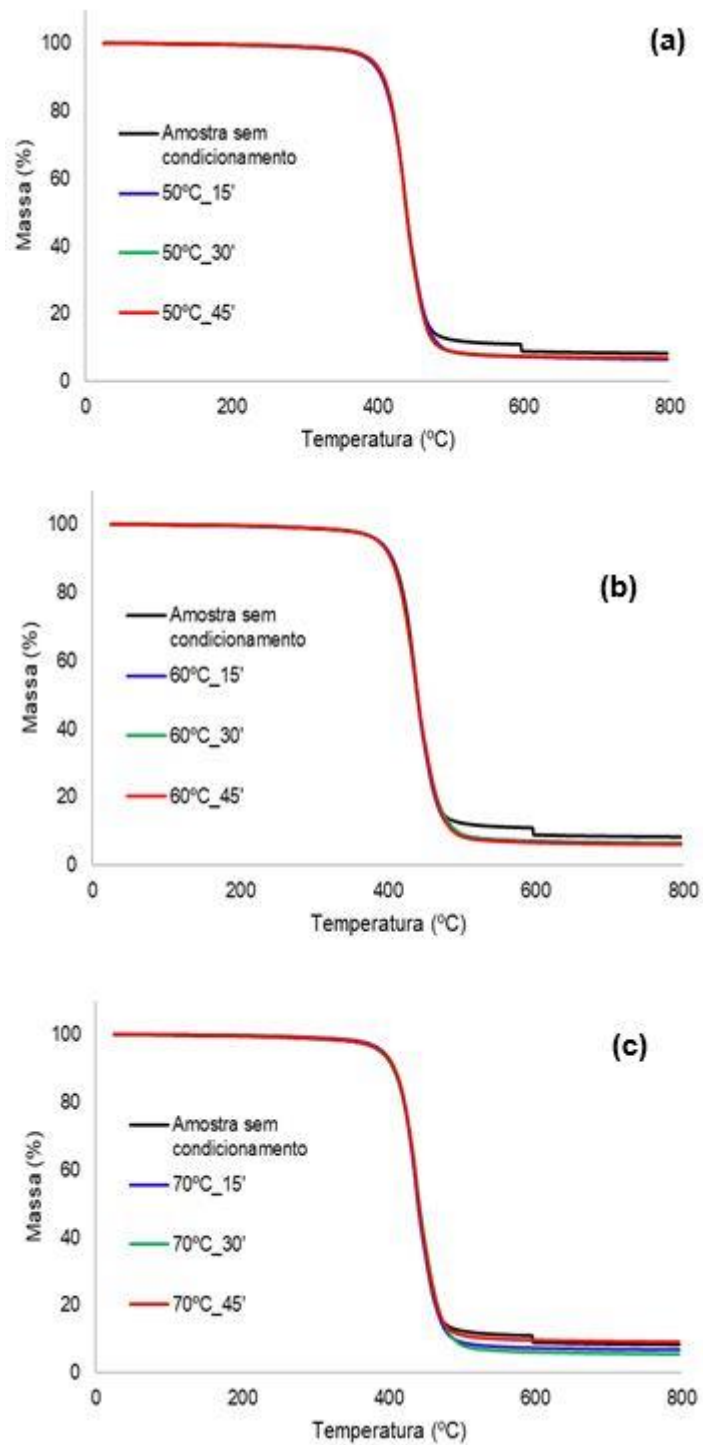 (a)
100
80
60
40
20
0
Massa (%)
Amostra sem
condicionamento
50ºC_15'
50ºC_30'
50ºC_45'
0 200 400 600 800
Temperatura (ºC)
(b)
100
80
60
40
20
0
Massa (%)
Amostra sem
condicionamento
60ºC_15'
60ºC_30'
60ºC_45'
0 200 400 600 800
Temperatura (ºC)
(c)
100
80
60
40
20
0
Massa (%)
Amostra sem
condicionamento
70ºC_15'
70ºC_30'
70ºC_45'
0 200 400 600 800
Temperatura (ºC)